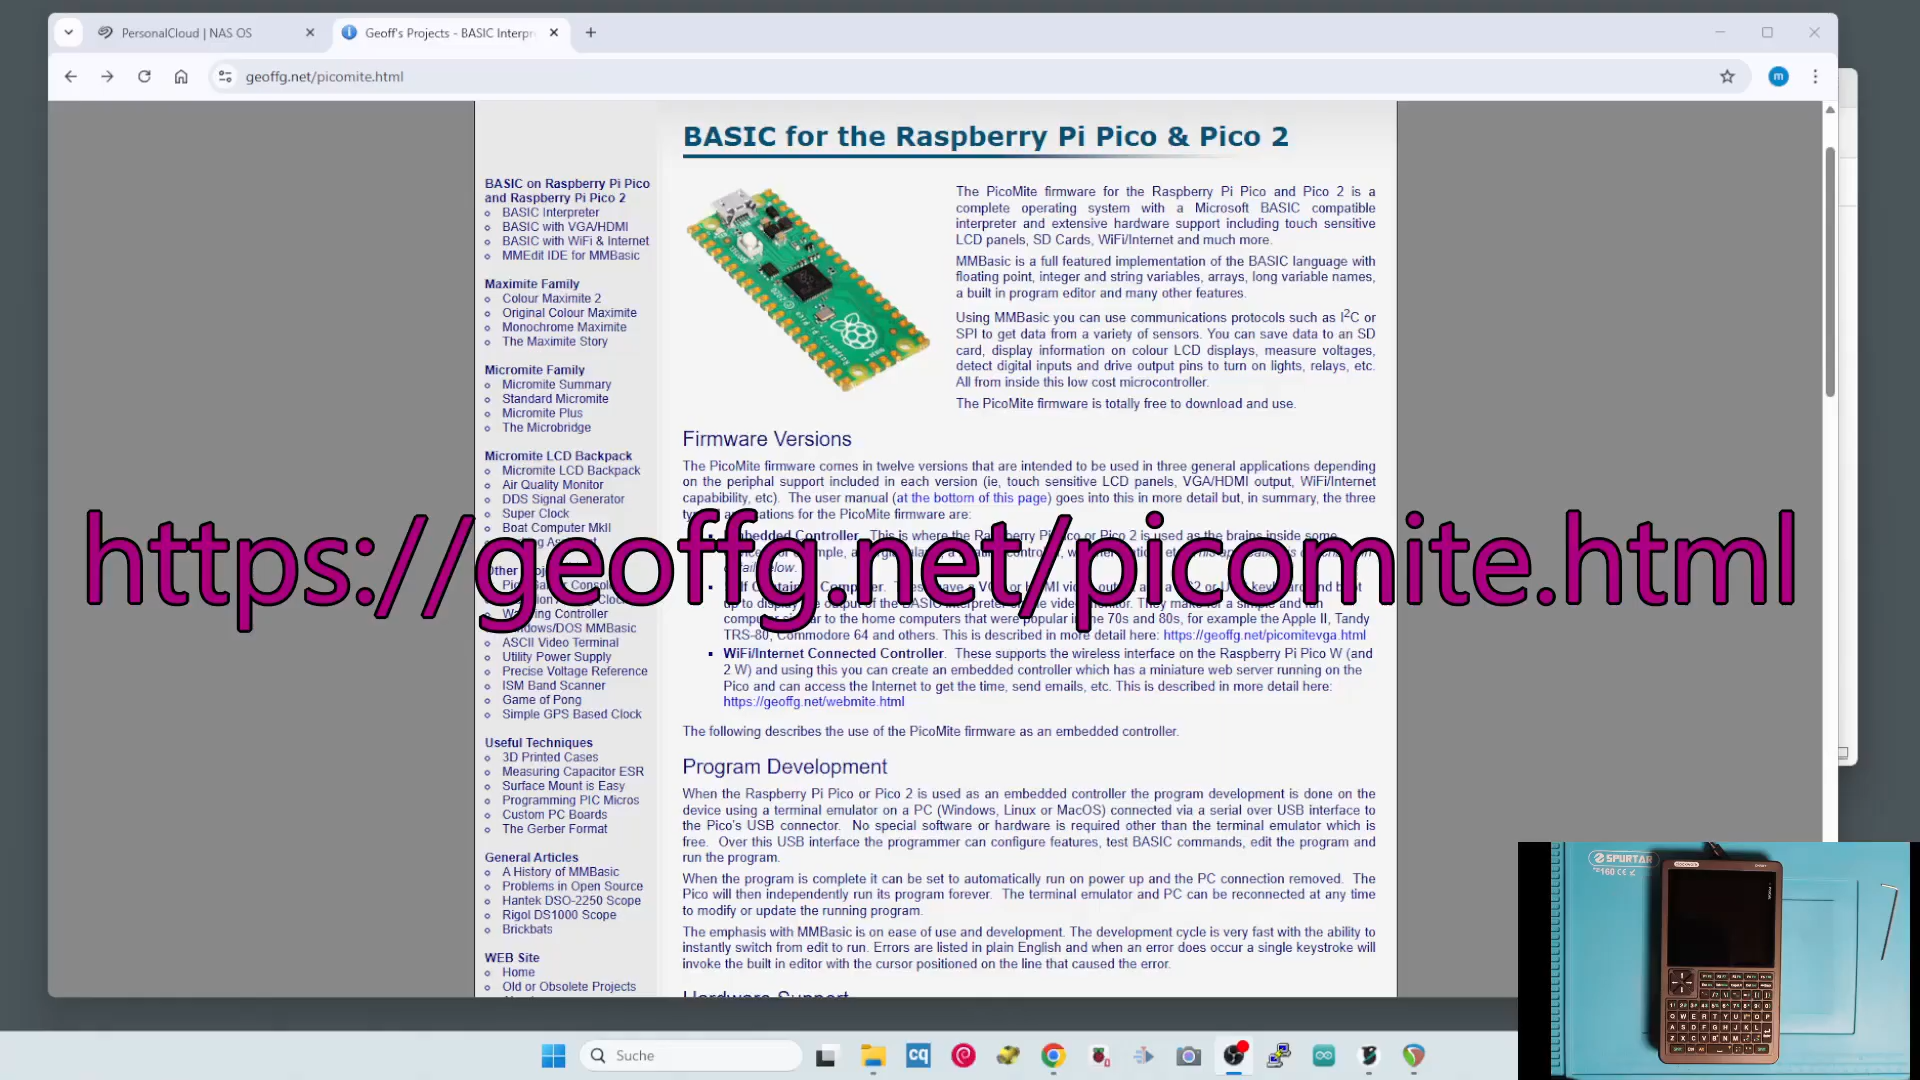 PersonalCloud | NAS OS
Geoff's Projects - BASIC Interpr
geoffg.net/picomite.html
m
BASIC for the Raspberry Pi Pico & Pico 2
BASIC on Raspberry Pi Pico
and Raspberry Pi Pico 2
BASIC Interpreter
BASIC with VGA/HDMI
BASIC with WiFi & Internet
MMEdit IDE for MMBasic
Maximite Family
Colour Maximite 2
Original Colour Maximite
Monochrome Maximite
The Maximite Story
Micromite Family
Micromite Summary
Standard Micromite
Micromite Plus
The Microbridge
Micromite LCD Backpack
Micromite LCD Backpack
Air Quality Monitor
DDS Signal Generator
Super Clock
Boat Computer MkII
Windows/DOS MMBasic
ASCII Video Terminal
Utility Power Supply
Precise Voltage Reference
ISM Band Scanner
Game of Pong
Simple GPS Based Clock
Useful Techniques
3D Printed Cases
Measuring Capacitor ESR
Surface Mount is Easy
Programming PIC Micros
Custom PC Boards
The Gerber Format
General Articles
A History of MMBasic
Problems in Open Source
Hantek DSO-2250 Scope
Rigol DS1000 Scope
Brickbats
WEB Site
Home
Old or Obsolete Projects
The PicoMite firmware for the Raspberry Pi Pico and Pico 2 is a
complete operating system with a Microsoft BASIC compatible
interpreter and extensive hardware support including touch sensitive
LCD panels, SD Cards, WiFi/Internet and much more.
MMBasic is a full featured implementation of the BASIC language with
floating point, integer and string variables, arrays, long variable names,
a built in program editor and many other features.
Using MMBasic you can use communications protocols such as I2C or
SPI to get data from a variety of sensors. You can save data to an SD
card, display information on colour LCD displays, measure voltages,
detect digital inputs and drive output pins to turn on lights, relays, etc.
All from inside this low cost microcontroller.
The PicoMite firmware is totally free to download and use.
Firmware Versions
The PicoMite firmware comes in twelve versions that are intended to be used in three general applications depending
on the periphal support included in each version (ie, touch sensitive LCD panels, VGA/HDMI output, WiFi/Internet
capability, etc). The user manual (at the bottom of this page) goes into this in more detail but, in summary, the three
applications for the PicoMite firmware are:
https://geoffg.net/picomite.html
Controller. This is where the Raspberry Pi or Pico 2 is used as the brains inside some
TRS-80, Commodore 64 and others. This is described in more detail here: https://geoffg.net/picomitevga.html
WiFi/Internet Connected Controller. These supports the wireless interface on the Raspberry Pi Pico W (and
2 W) and using this you can create an embedded controller which has a miniature web server running on the
Pico and can access the Internet to get the time, send emails, etc. This is described in more detail here:
https://geoffg.net/webmite.html
The following describes the use of the PicoMite firmware as an embedded controller.
Program Development
When the Raspberry Pi Pico or Pico 2 is used as an embedded controller the program development is done on the
device using a terminal emulator on a PC (Windows, Linux or MacOS) connected via a serial over USB interface to
the Pico's USB connector. No special software or hardware is required other than the terminal emulator which is
free. Over this USB interface the programmer can configure features, test BASIC commands, edit the program and
run the program.
When the program is complete it can be set to automatically run on power up and the PC connection removed. The
Pico will then independently run its program forever. The terminal emulator and PC can be reconnected at any time
to modify or update the running program.
The emphasis with MMBasic is on ease of use and development. The development cycle is very fast with the ability to
instantly switch from edit to run. Errors are listed in plain English and when an error does occur a single keystroke will
invoke the built in editor with the cursor positioned on the line that caused the error.
Hardware Support
SPURTAR
Suche
cq